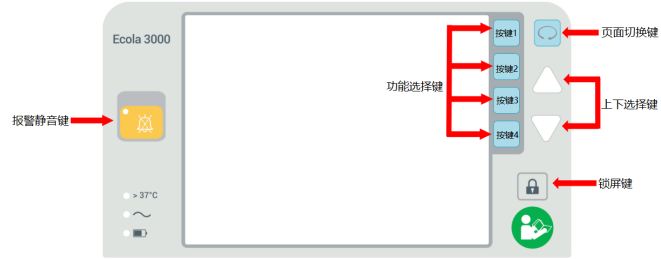 Ecola 3000
按键1
页面切换键
按键2
功能选择键
按键3
上下选择键
报警静音键
按键4
> 37°C
锁屏键